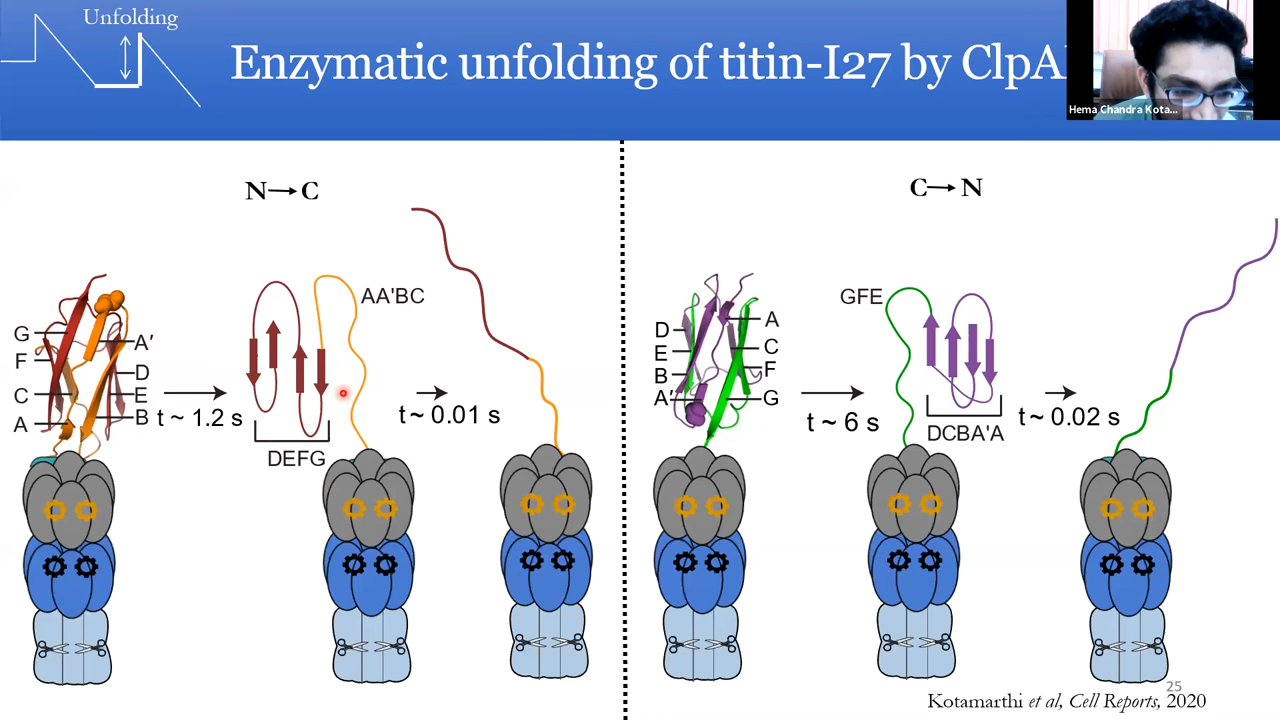 Unfolding
Enzymatic unfolding of titin-I27 by ClpA
Hema Chandra Kota...
N→C
C→N
G
F
C
A
A′
D
E
B
t ~ 1.2 s
AA'BC
DEFG
t ~ 0.01 s
D
E
B
A′
A
C
F
G
t ~ 6 s
GFE
DCBA'A
t ~ 0.02 s
25
Kotamarthi et al, Cell Reports, 2020